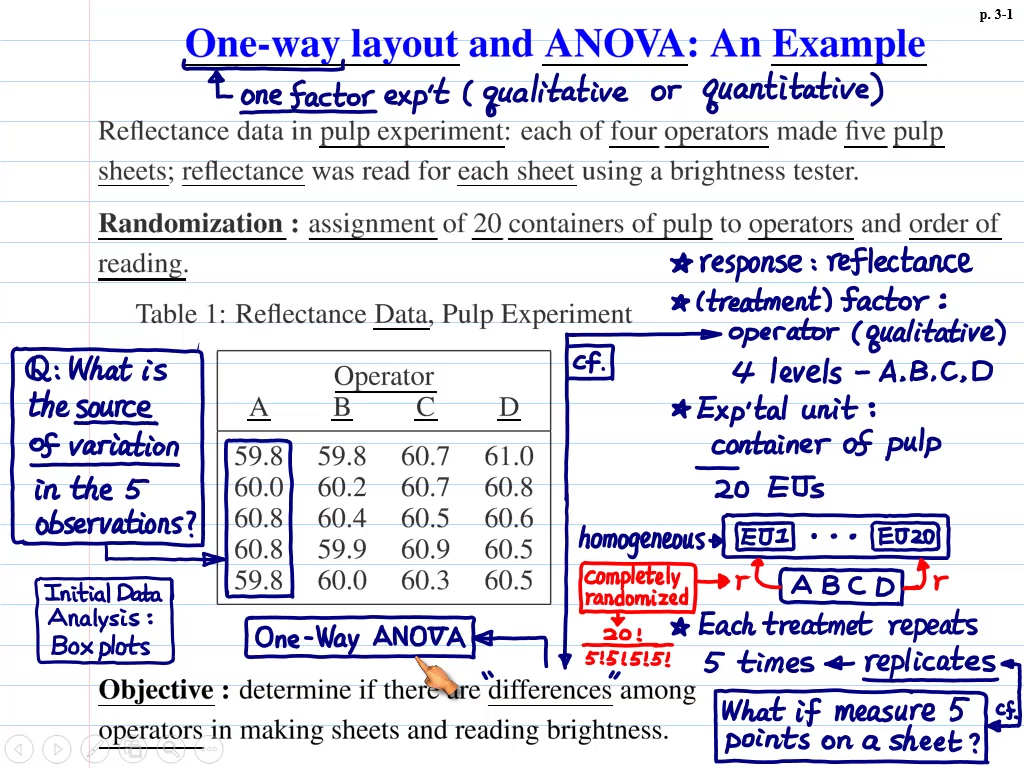 p. 3-1
One-way layout and ANOVA: An Example
one factor exp't (qualitative or quantitative)
Reflectance data in pulp experiment: each of four operators made five pulp
sheets; reflectance was read for each sheet using a brightness tester.
Randomization : assignment of 20 containers of pulp to operators and order of
reading.
* response : reflectance
* (treatment) factor :
operator (qualitative)
4 levels - A.B.C,D
* Exp'tal unit :
container of pulp
20 EUs
Table 1: Reflectance Data, Pulp Experiment
cf.
Operator
A B C D
59.8 59.8 60.7 61.0
60.0 60.2 60.7 60.8
60.8 60.4 60.5 60.6
60.8 59.9 60.9 60.5
59.8 60.0 60.3 60.5
Q: What is
the source
of variation
in the 5
observations?
Initial Data
Analysis :
Box plots
homogeneous
EU1 ... EU20
completely
randomized
r A B C D r
20!
5!5!5!5!
* Each treatmet repeats
5 times ← replicates
What if measure 5
points on a sheet?
cf.
One-Way ANOVA
Objective : determine if there are "differences" among
operators in making sheets and reading brightness.